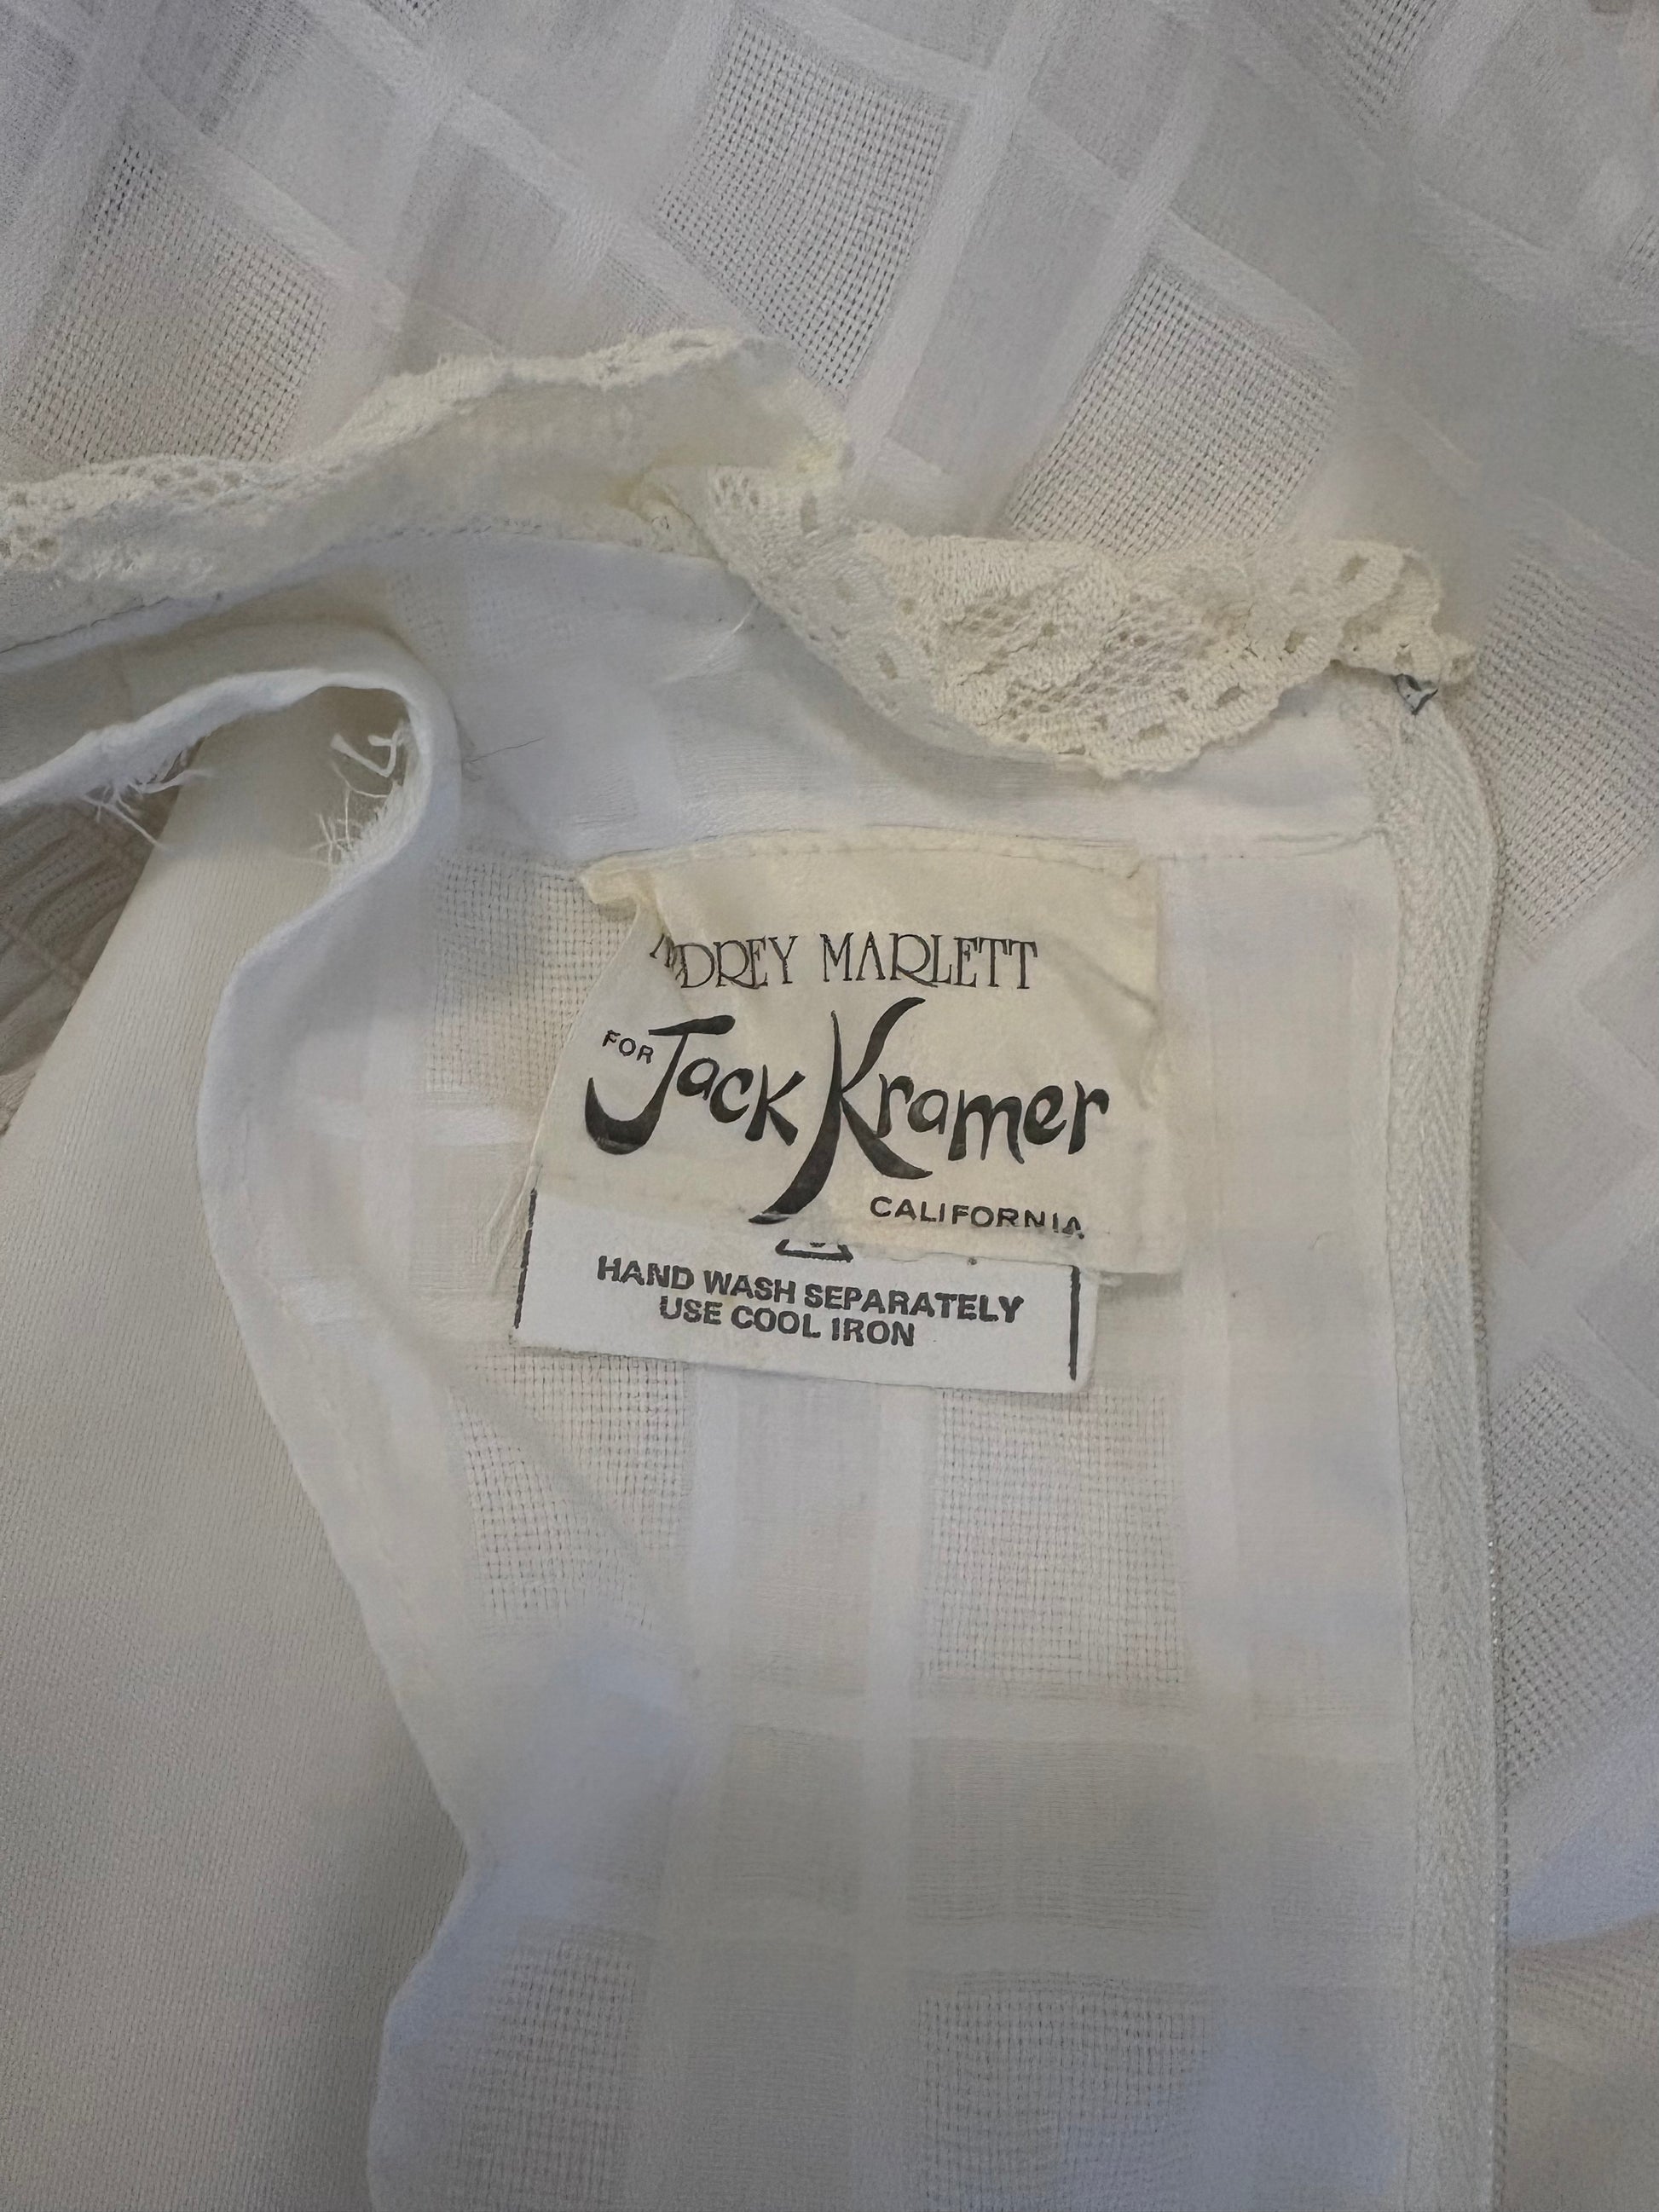 DREY MARLETT
FOR Jack Kramer
CALIFORNIA
HAND WASH SEPARATELY
USE COOL IRON